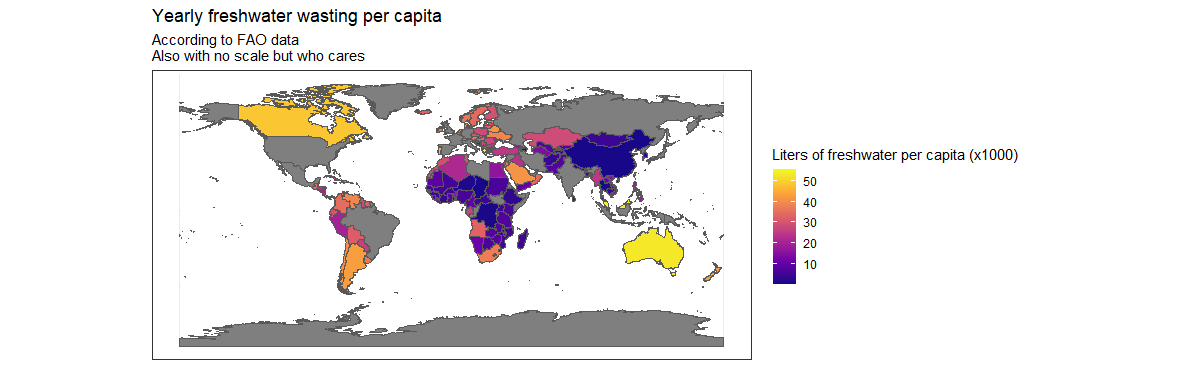 Yearly freshwater wasting per capita
According to FAO data
Also with no scale but who cares
Liters of freshwater per capita (x1000)
50
40
30
20
10